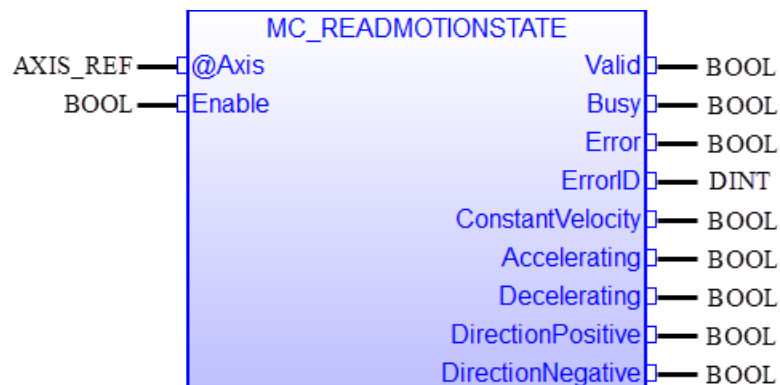 MC_READMOTIONSTATE
AXIS_REF @Axis Valid BOOL
BOOL Enable Busy BOOL
Error BOOL
ErrorID DINT
ConstantVelocity BOOL
Accelerating BOOL
Decelerating BOOL
DirectionPositive BOOL
DirectionNegative BOOL